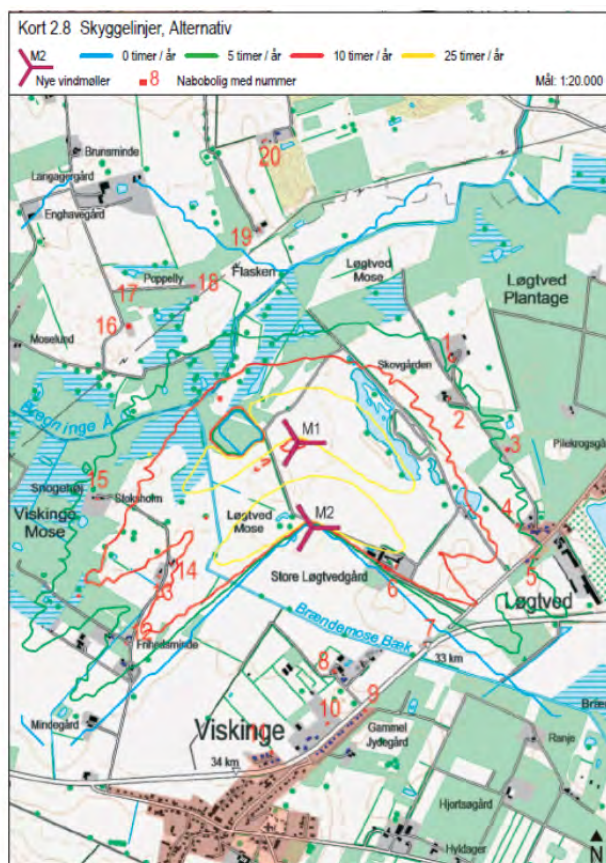 Kort 2.8 Skyggelinjer, Alternativ
M2
0 timer / år
5 timer / år
10 timer / år
25 timer / år
Nye vindmøller
8
Nabobolig med nummer
Mål: 1:20.000
Brunsminde
20
Langagergård
Enghavegård
19
Poppelly
18
Flasken
Løgtved
Mose
Løgtved
Plantage
17
16
Moselund
1
Skovgården
Bregninge Å
2
M1
3
Pilekrogsgå
15
Snogehøj
Stoksholm
Viskinge
Mose
Løgtved
Mose
M2
4
14
Store Løgtvedgård
6
5
Løgtved
13
12
Frihedsminde
Brændemose Bæk
7
33 km
8
9
10
Mindegård
Viskinge
11
Gammel
Jydegård
Ranje
34 km
Hjortsøgård
Hyldager
N